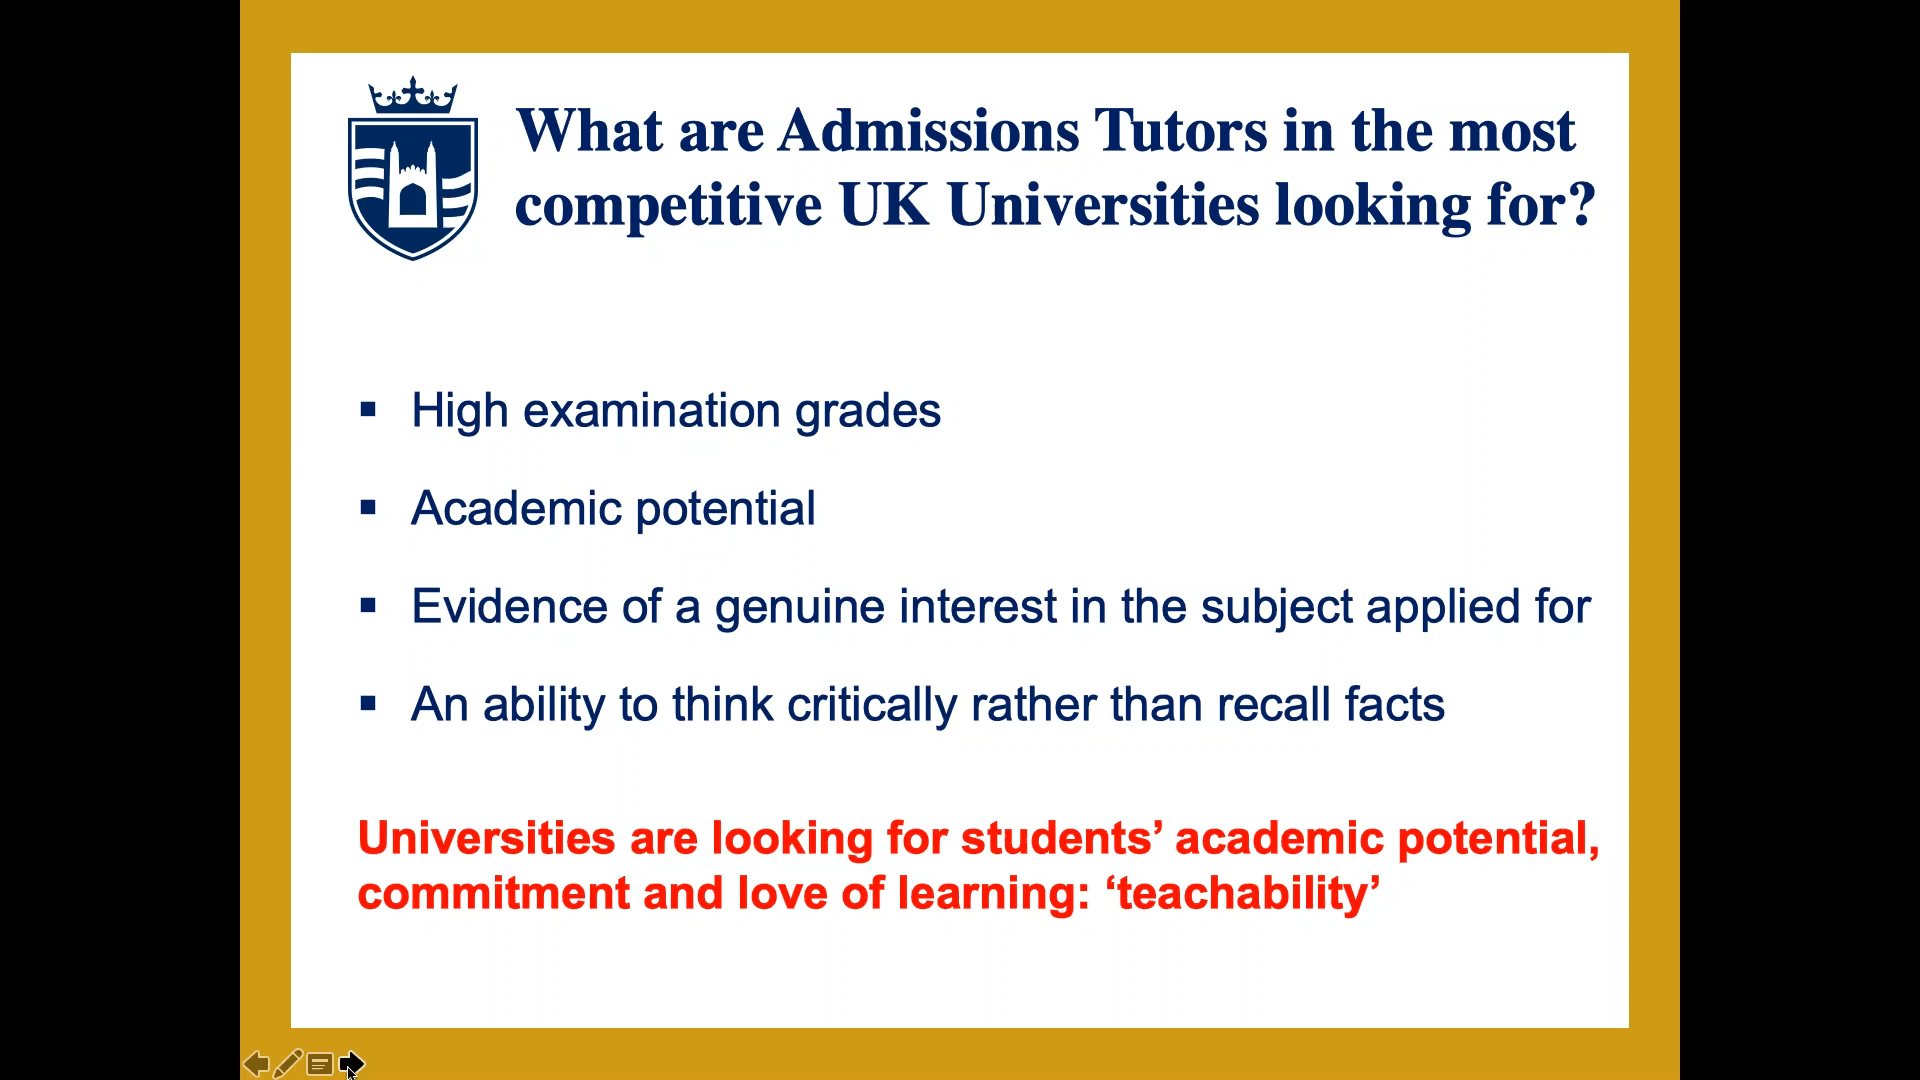 What are Admissions Tutors in the most
competitive UK Universities looking for?
▪ High examination grades
▪ Academic potential
▪ Evidence of a genuine interest in the subject applied for
▪ An ability to think critically rather than recall facts
Universities are looking for students’ academic potential,
commitment and love of learning: ‘teachability’